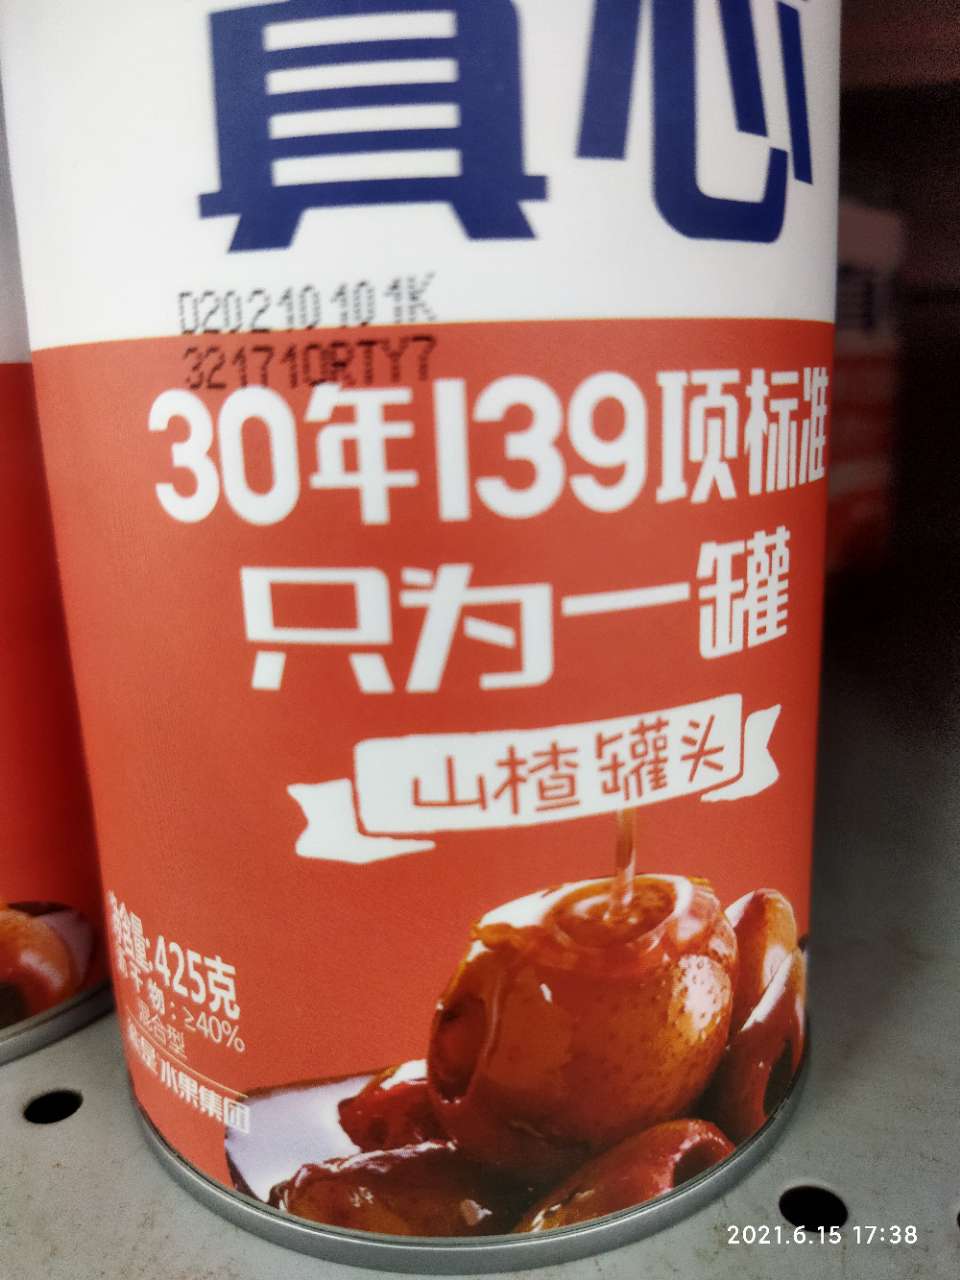 真心
D20210101K
321710RTY7
30年139项标准
只为一罐
山楂罐头
净含量:425克
固形物:≥40%
混合型
水果集团
2021.6.15 17:38